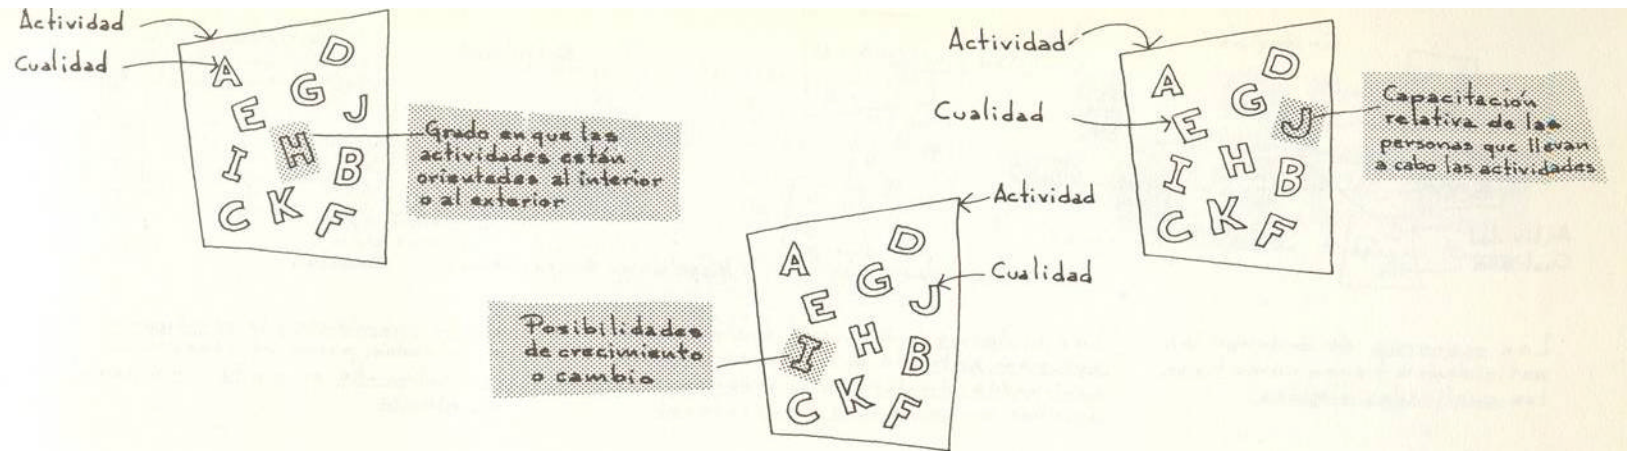 Actividad
Cualidad
A D
G
E J
H
I B
C K F
Grado en que las
actividades están
orientades al interior
o al exterior
Posibilidades
de crecimiento
o cambio
Actividad
Cualidad
A D
G
E J
H
I B
C K F
Actividad
Cualidad
A D
G
E J
H
I B
C K F
Capacitación
relativa de las
personas que llevan
a cabo las actividades